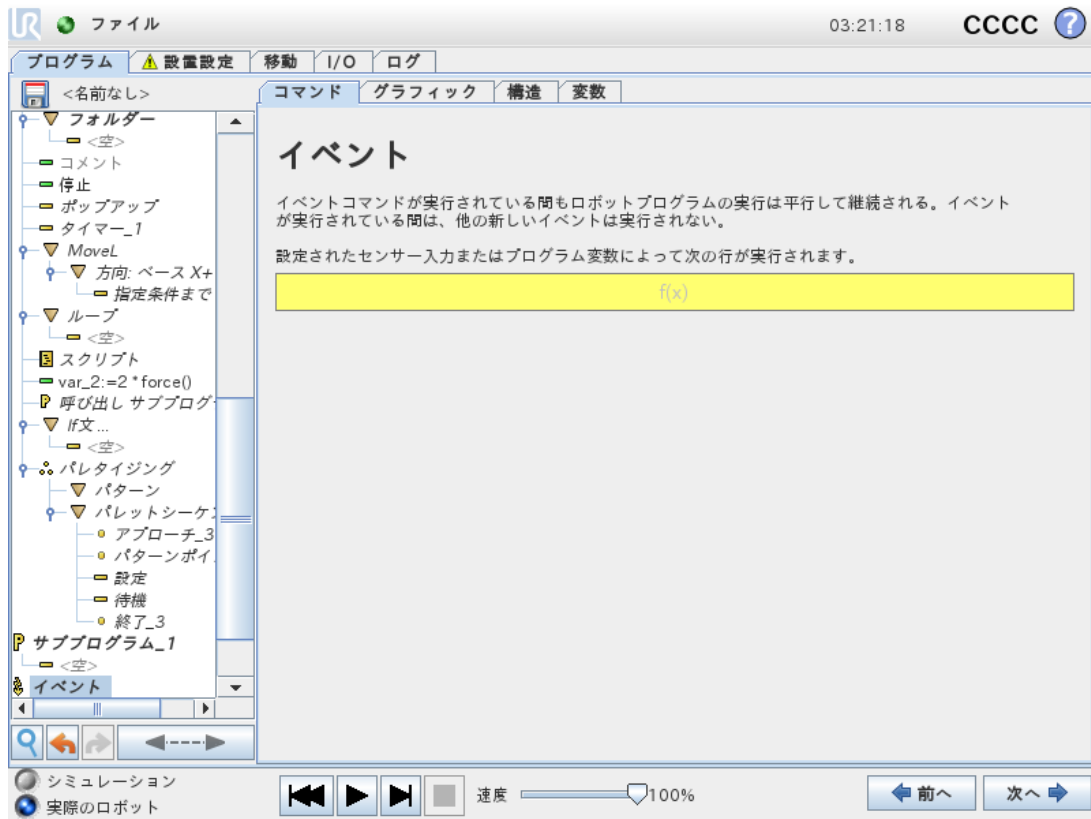 UR ファイル 03:21:18 CCCC ?
プログラム 設置設定 移動 I/O ログ
<名前なし>
コマンド グラフィック 構造 変数
フォルダー
<空>
コメント
停止
ポップアップ
タイマー_1
MoveL
方向: ベース X+
指定条件まで
ループ
<空>
スクリプト
var_2:=2 * force()
呼び出し サブプログ
If文 ...
<空>
パレタイジング
パターン
パレットシーケン
アプローチ_3
パターンポイ
設定
待機
終了_3
サブプログラム_1
<空>
イベント
イベント
イベントコマンドが実行されている間もロボットプログラムの実行は平行して継続される。イベント
が実行されている間は、他の新しいイベントは実行されない。
設定されたセンサー入力またはプログラム変数によって次の行が実行されます。
f(x)
シミュレーション
実際のロボット
速度 100%
前へ 次へ